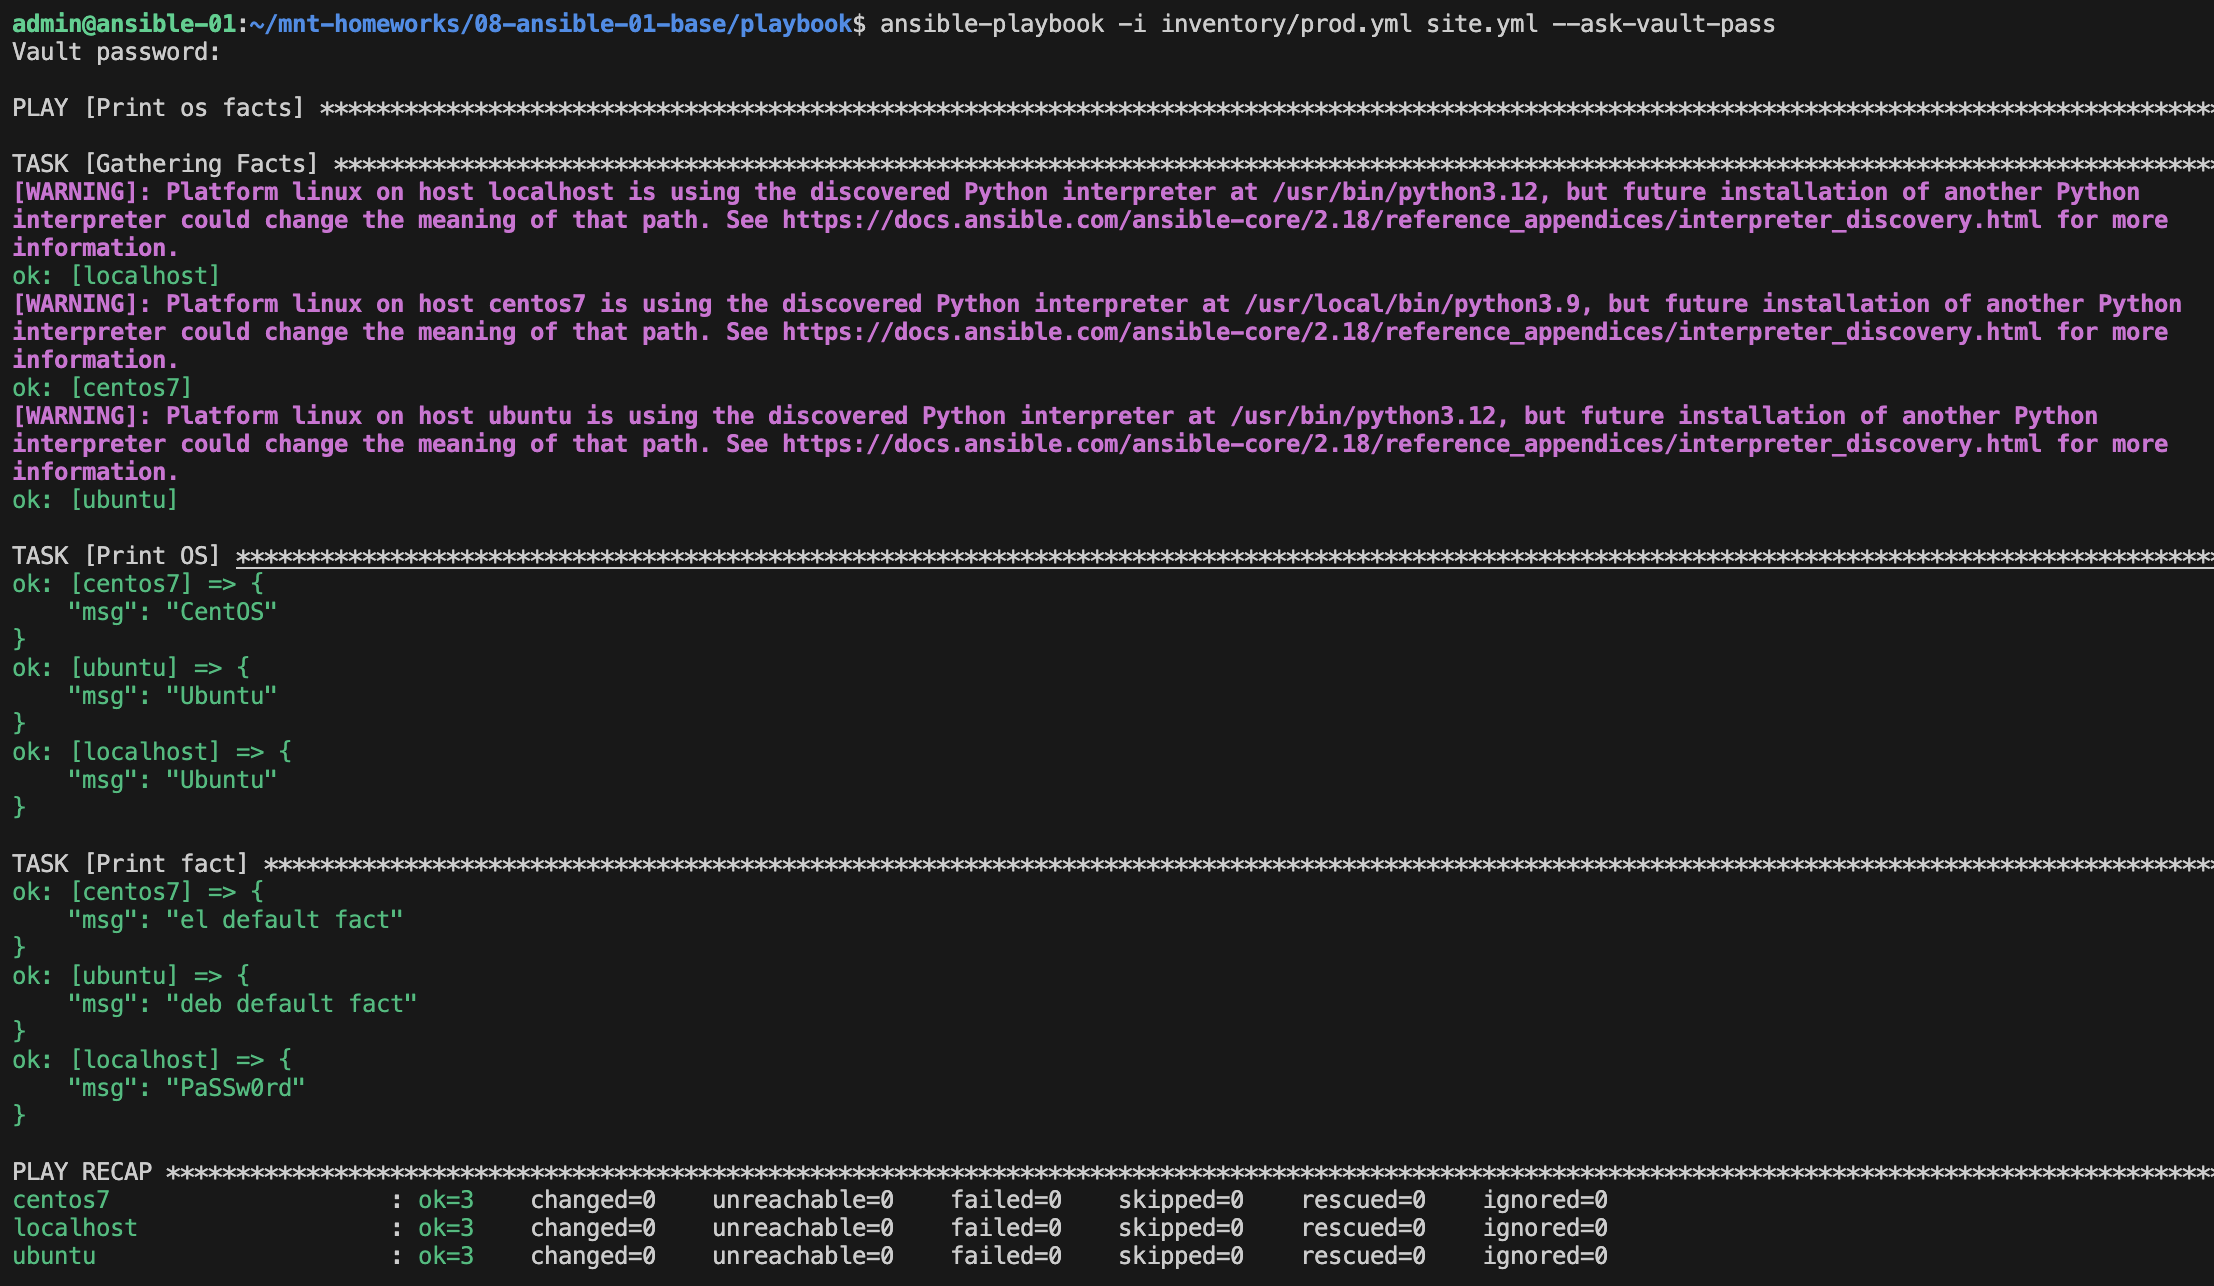 admin@ansible-01:~/mnt-homeworks/08-ansible-01-base/playbook$ ansible-playbook -i inventory/prod.yml site.yml --ask-vault-pass
Vault password:
PLAY [Print os facts] ****************************************************************************************************************************************
TASK [Gathering Facts] ***************************************************************************************************************************************
[WARNING]: Platform linux on host localhost is using the discovered Python interpreter at /usr/bin/python3.12, but future installation of another Python
interpreter could change the meaning of that path. See https://docs.ansible.com/ansible-core/2.18/reference_appendices/interpreter_discovery.html for more
information.
ok: [localhost]
[WARNING]: Platform linux on host centos7 is using the discovered Python interpreter at /usr/local/bin/python3.9, but future installation of another Python
interpreter could change the meaning of that path. See https://docs.ansible.com/ansible-core/2.18/reference_appendices/interpreter_discovery.html for more
information.
ok: [centos7]
[WARNING]: Platform linux on host ubuntu is using the discovered Python interpreter at /usr/bin/python3.12, but future installation of another Python
interpreter could change the meaning of that path. See https://docs.ansible.com/ansible-core/2.18/reference_appendices/interpreter_discovery.html for more
information.
ok: [ubuntu]
TASK [Print OS] **********************************************************************************************************************************************
ok: [centos7] => {
    "msg": "CentOS"
}
ok: [ubuntu] => {
    "msg": "Ubuntu"
}
ok: [localhost] => {
    "msg": "Ubuntu"
}
TASK [Print fact] ********************************************************************************************************************************************
ok: [centos7] => {
    "msg": "el default fact"
}
ok: [ubuntu] => {
    "msg": "deb default fact"
}
ok: [localhost] => {
    "msg": "PaSSw0rd"
}
PLAY RECAP ***************************************************************************************************************************************************
centos7                    : ok=3    changed=0    unreachable=0    failed=0    skipped=0    rescued=0    ignored=0
localhost                  : ok=3    changed=0    unreachable=0    failed=0    skipped=0    rescued=0    ignored=0
ubuntu                     : ok=3    changed=0    unreachable=0    failed=0    skipped=0    rescued=0    ignored=0